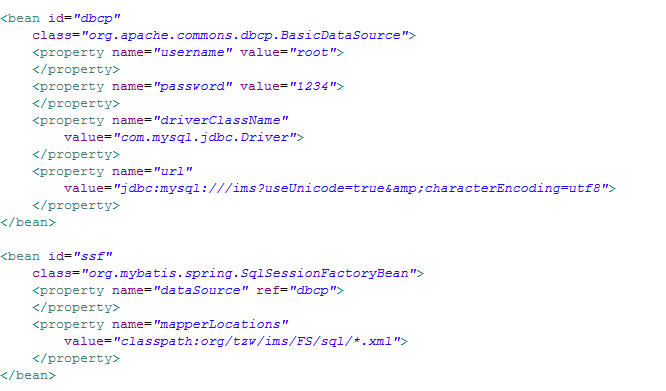 <bean id="dbcp"
    class="org.apache.commons.dbcp.BasicDataSource">
    <property name="username" value="root">
    </property>
    <property name="password" value="1234">
    </property>
    <property name="driverClassName"
        value="com.mysql.jdbc.Driver">
    </property>
    <property name="url"
        value="jdbc:mysql:///ims?useUnicode=true&amp;characterEncoding=utf8">
    </property>
</bean>

<bean id="ssf"
    class="org.mybatis.spring.SqlSessionFactoryBean">
    <property name="dataSource" ref="dbcp">
    </property>
    <property name="mapperLocations"
        value="classpath:org/tzw/ims/FS/sql/*.xml">
    </property>
</bean>